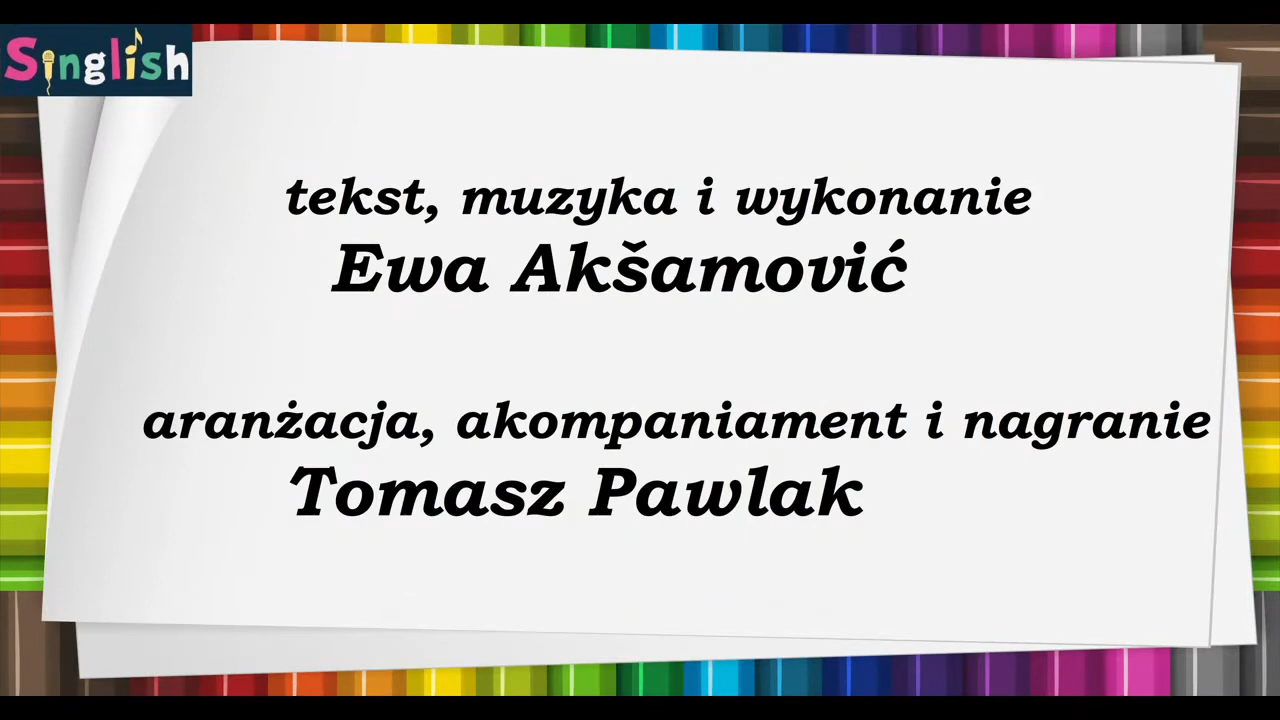 Singlish
tekst, muzyka i wykonanie
Ewa Akšamović
aranżacja, akompaniament i nagranie
Tomasz Pawlak